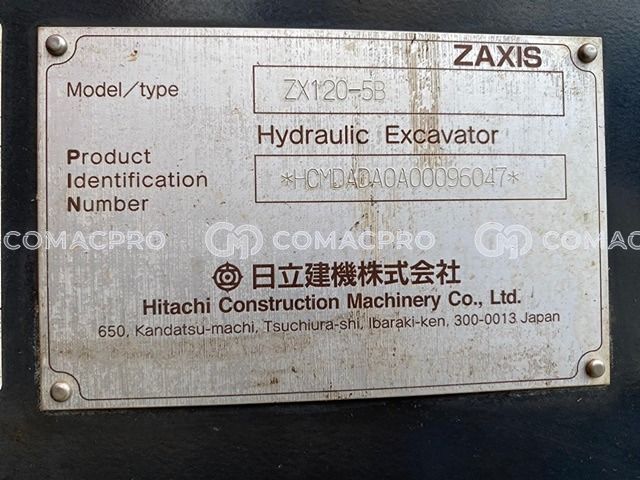 ZAXIS
Model/type ZX120-5B
Hydraulic Excavator
Product
Identification *HCMDADA0A00096047*
Number
COMACPRO COMACPRO COMACPRO
日立建機株式会社
Hitachi Construction Machinery Co., Ltd.
650, Kandatsu-machi, Tsuchiura-shi, Ibaraki-ken, 300-0013 Japan